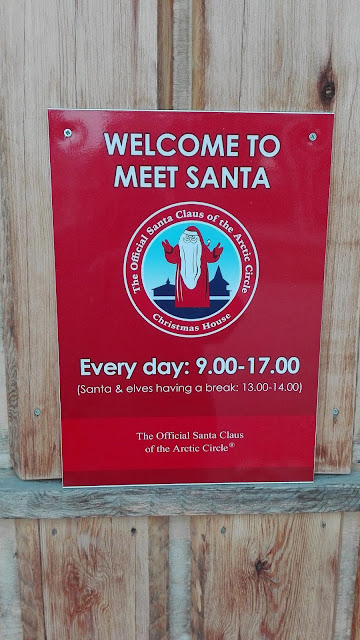 WELCOME TO
MEET SANTA
The Official Santa Claus of the Arctic Circle
Christmas House
Every day: 9.00-17.00
(Santa & elves having a break: 13.00-14.00)
The Official Santa Claus
of the Arctic Circle®